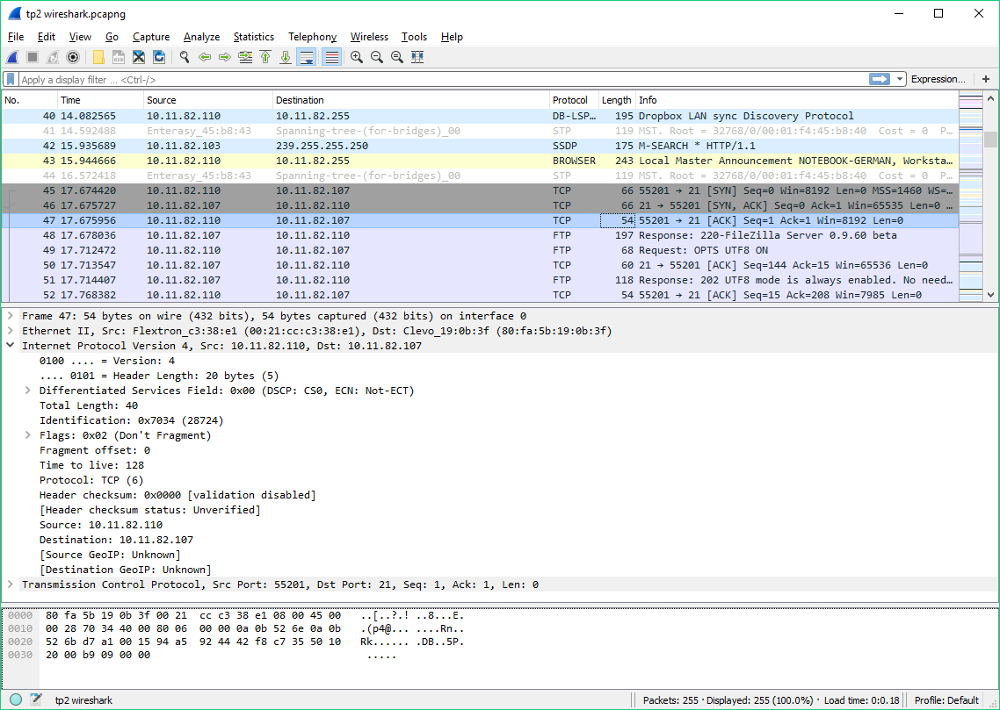 tp2 wireshark.pcapng
File Edit View Go Capture Analyze Statistics Telephony Wireless Tools Help
Apply a display filter ... <Ctrl-/> Expression... +
No. Time Source Destination Protocol Length Info
40 14.082565 10.11.82.110 10.11.82.255 DB-LSP… 195 Dropbox LAN sync Discovery Protocol
41 14.592488 Enterasy_45:b8:43 Spanning-tree-(for-bridges)_00 STP 119 MST. Root = 32768/0/00:01:f4:45:b8:40 Cost = 0 P…
42 15.935689 10.11.82.103 239.255.255.250 SSDP 175 M-SEARCH * HTTP/1.1
43 15.944666 10.11.82.110 10.11.82.255 BROWSER 243 Local Master Announcement NOTEBOOK-GERMAN, Worksta…
44 16.572418 Enterasy_45:b8:43 Spanning-tree-(for-bridges)_00 STP 119 MST. Root = 32768/0/00:01:f4:45:b8:40 Cost = 0 P…
45 17.674420 10.11.82.110 10.11.82.107 TCP 66 55201 → 21 [SYN] Seq=0 Win=8192 Len=0 MSS=1460 WS=…
46 17.675727 10.11.82.107 10.11.82.110 TCP 66 21 → 55201 [SYN, ACK] Seq=0 Ack=1 Win=65535 Len=0 …
47 17.675956 10.11.82.110 10.11.82.107 TCP 54 55201 → 21 [ACK] Seq=1 Ack=1 Win=8192 Len=0
48 17.678036 10.11.82.107 10.11.82.110 FTP 197 Response: 220-FileZilla Server 0.9.60 beta
49 17.712472 10.11.82.110 10.11.82.107 FTP 68 Request: OPTS UTF8 ON
50 17.713547 10.11.82.107 10.11.82.110 TCP 60 21 → 55201 [ACK] Seq=144 Ack=15 Win=65536 Len=0
51 17.714407 10.11.82.107 10.11.82.110 FTP 118 Response: 202 UTF8 mode is always enabled. No need…
52 17.768382 10.11.82.110 10.11.82.107 TCP 54 55201 → 21 [ACK] Seq=15 Ack=208 Win=7985 Len=0
Frame 47: 54 bytes on wire (432 bits), 54 bytes captured (432 bits) on interface 0
Ethernet II, Src: Flextron_c3:38:e1 (00:21:cc:c3:38:e1), Dst: Clevo_19:0b:3f (80:fa:5b:19:0b:3f)
Internet Protocol Version 4, Src: 10.11.82.110, Dst: 10.11.82.107
0100 .... = Version: 4
.... 0101 = Header Length: 20 bytes (5)
Differentiated Services Field: 0x00 (DSCP: CS0, ECN: Not-ECT)
Total Length: 40
Identification: 0x7034 (28724)
Flags: 0x02 (Don't Fragment)
Fragment offset: 0
Time to live: 128
Protocol: TCP (6)
Header checksum: 0x0000 [validation disabled]
[Header checksum status: Unverified]
Source: 10.11.82.110
Destination: 10.11.82.107
[Source GeoIP: Unknown]
[Destination GeoIP: Unknown]
Transmission Control Protocol, Src Port: 55201, Dst Port: 21, Seq: 1, Ack: 1, Len: 0
0000 80 fa 5b 19 0b 3f 00 21 cc c3 38 e1 08 00 45 00 ..[..?.! ..8...E.
0010 00 28 70 34 40 00 80 06 00 00 0a 0b 52 6e 0a 0b .(p4@... ....Rn..
0020 52 6b d7 a1 00 15 94 a5 92 44 42 f8 c7 35 50 10 Rk...... .DB..5P.
0030 20 00 b9 09 00 00 .....
tp2 wireshark Packets: 255 · Displayed: 255 (100.0%) · Load time: 0:0.18 Profile: Default